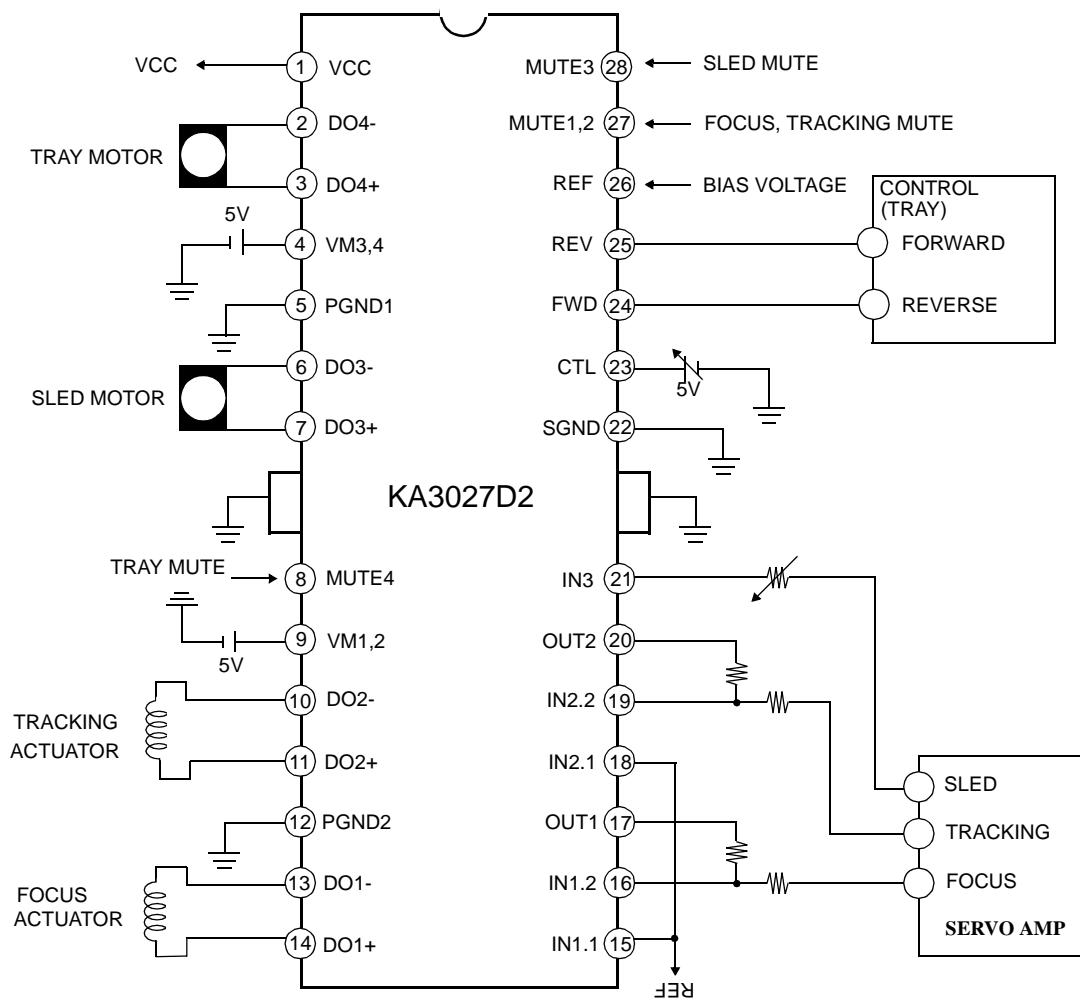 VCC
1
VCC
2
DO4-
TRAY MOTOR
3
DO4+
5V
4
VM3,4
5
PGND1
6
DO3-
SLED MOTOR
7
DO3+
KA3027D2
TRAY MUTE
8
MUTE4
9
VM1,2
5V
10
DO2-
TRACKING
ACTUATOR
11
DO2+
12
PGND2
13
DO1-
FOCUS
ACTUATOR
14
DO1+
MUTE3
28
SLED MUTE
MUTE1,2
27
FOCUS, TRACKING MUTE
REF
26
BIAS VOLTAGE
CONTROL
(TRAY)
REV
25
FORWARD
FWD
24
REVERSE
CTL
23
5V
SGND
22
IN3
21
OUT2
20
IN2.2
19
IN2.1
18
OUT1
17
IN1.2
16
IN1.1
15
REF
SLED
TRACKING
FOCUS
SERVO AMP